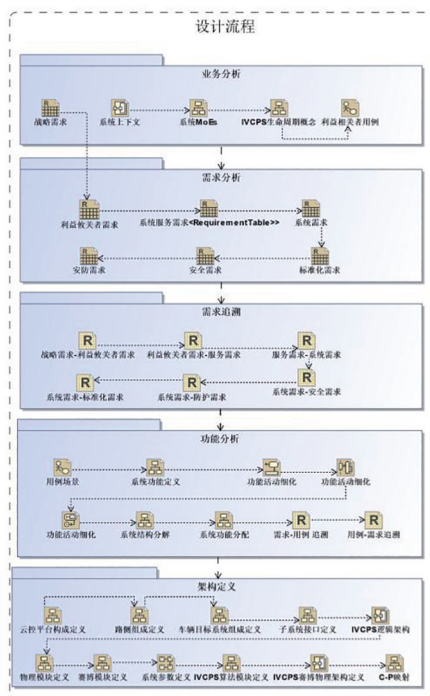 设计流程
业务分析
战略需求 系统上下文 系统MoEs IVCPS生命周期概念 利益相关者用例
需求分析
利益攸关者需求 系统服务需求<RequirementTable>> 系统需求
安防需求 安全需求 标准化需求
需求追溯
战略需求-利益攸关者需求 利益攸关者需求-服务需求 服务需求-系统需求
系统需求-标准化需求 系统需求-防护需求 系统需求-安全需求
功能分析
用例场景 系统功能定义 功能活动细化 功能活动细化
功能活动细化 系统结构分解 系统功能分配 需求-用例 追溯 用例-需求追溯
架构定义
云控平台构成定义 路侧组成定义 车辆目标系统组成定义 子系统接口定义 IVCPS逻辑架构
物理模块定义 赛博模块定义 系统参数定义 IVCPS算法模块定义 IVCPS赛博物理架构定义 C-P映射